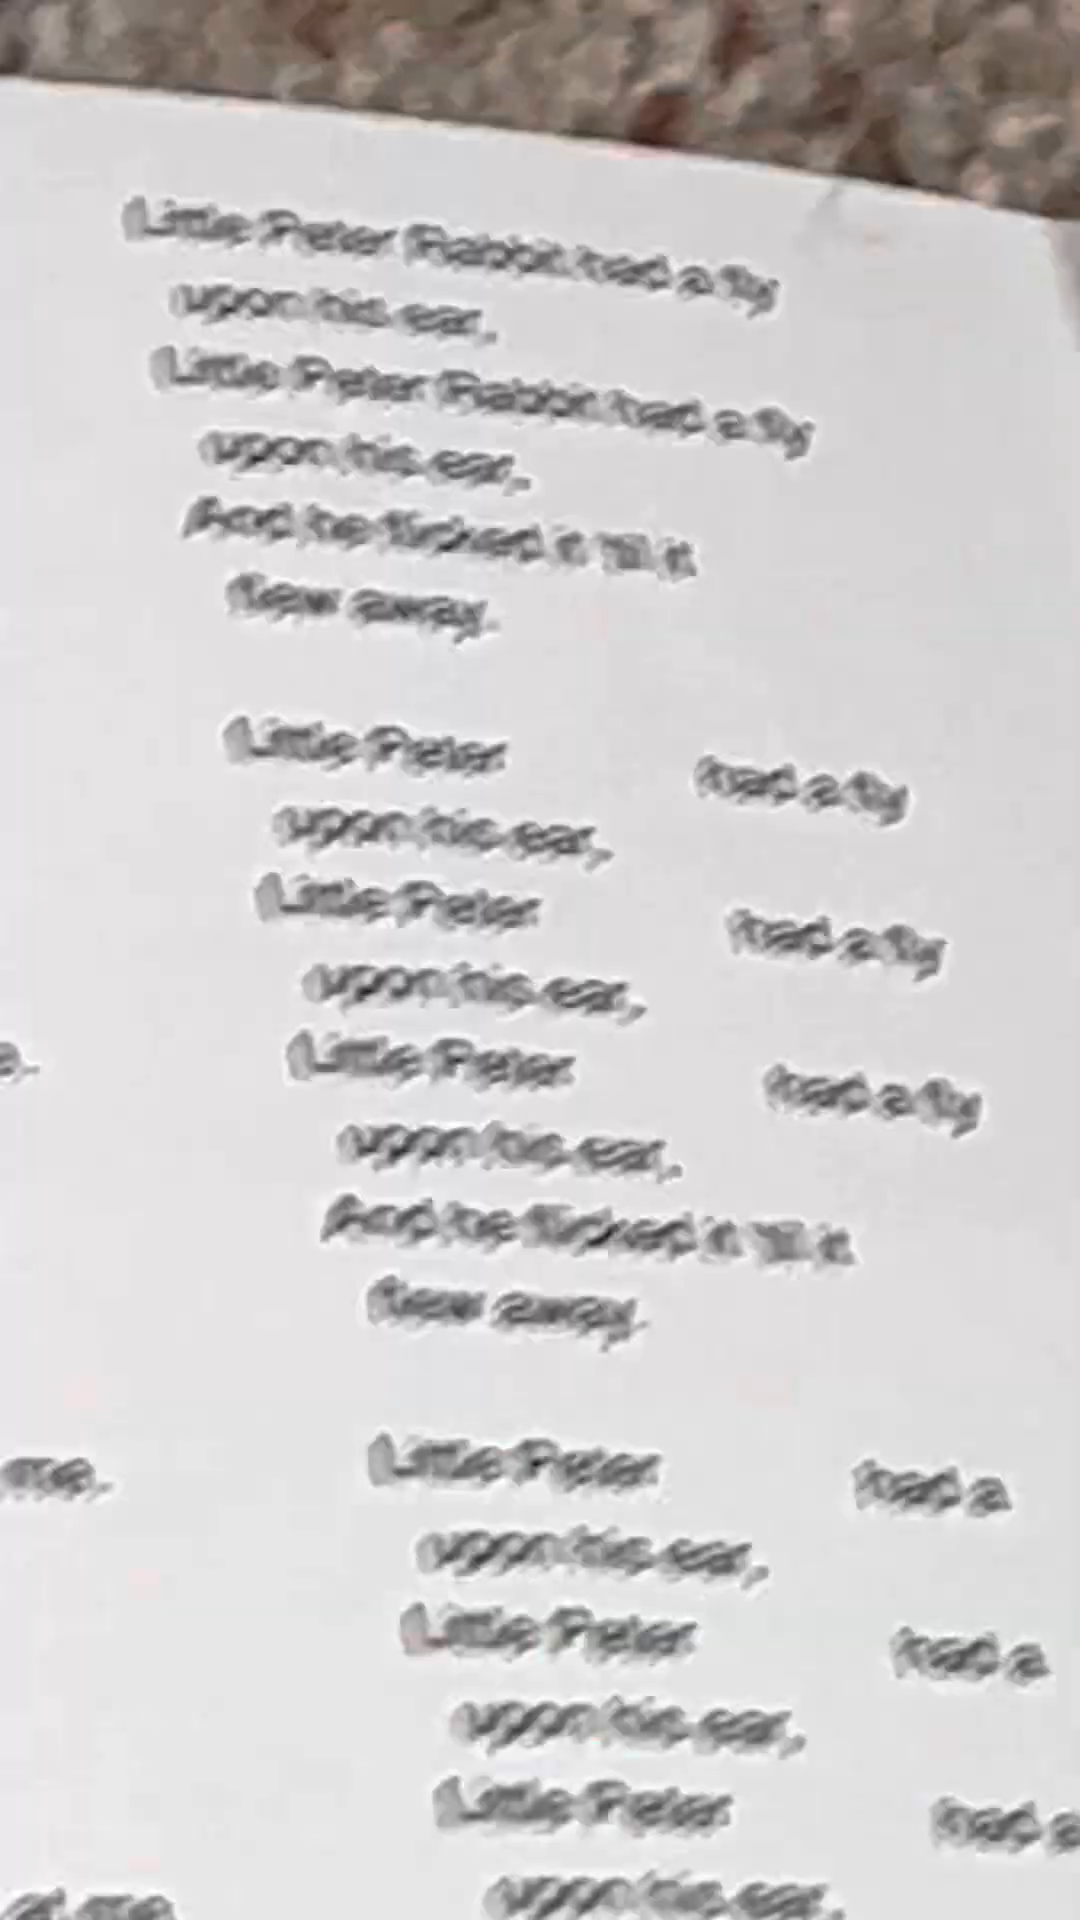 Little Peter Rabbit had a fly
upon his ear,
Little Peter Rabbit had a fly
upon his ear,
And he flicked it 'til it
flew away.
Little Peter had a fly
upon his ear,
Little Peter had a fly
upon his ear,
Little Peter had a fly
upon his ear,
And he flicked it 'til it
flew away.
Little Peter had a
upon his ear,
Little Peter had a
upon his ear,
Little Peter had a
upon his ear,